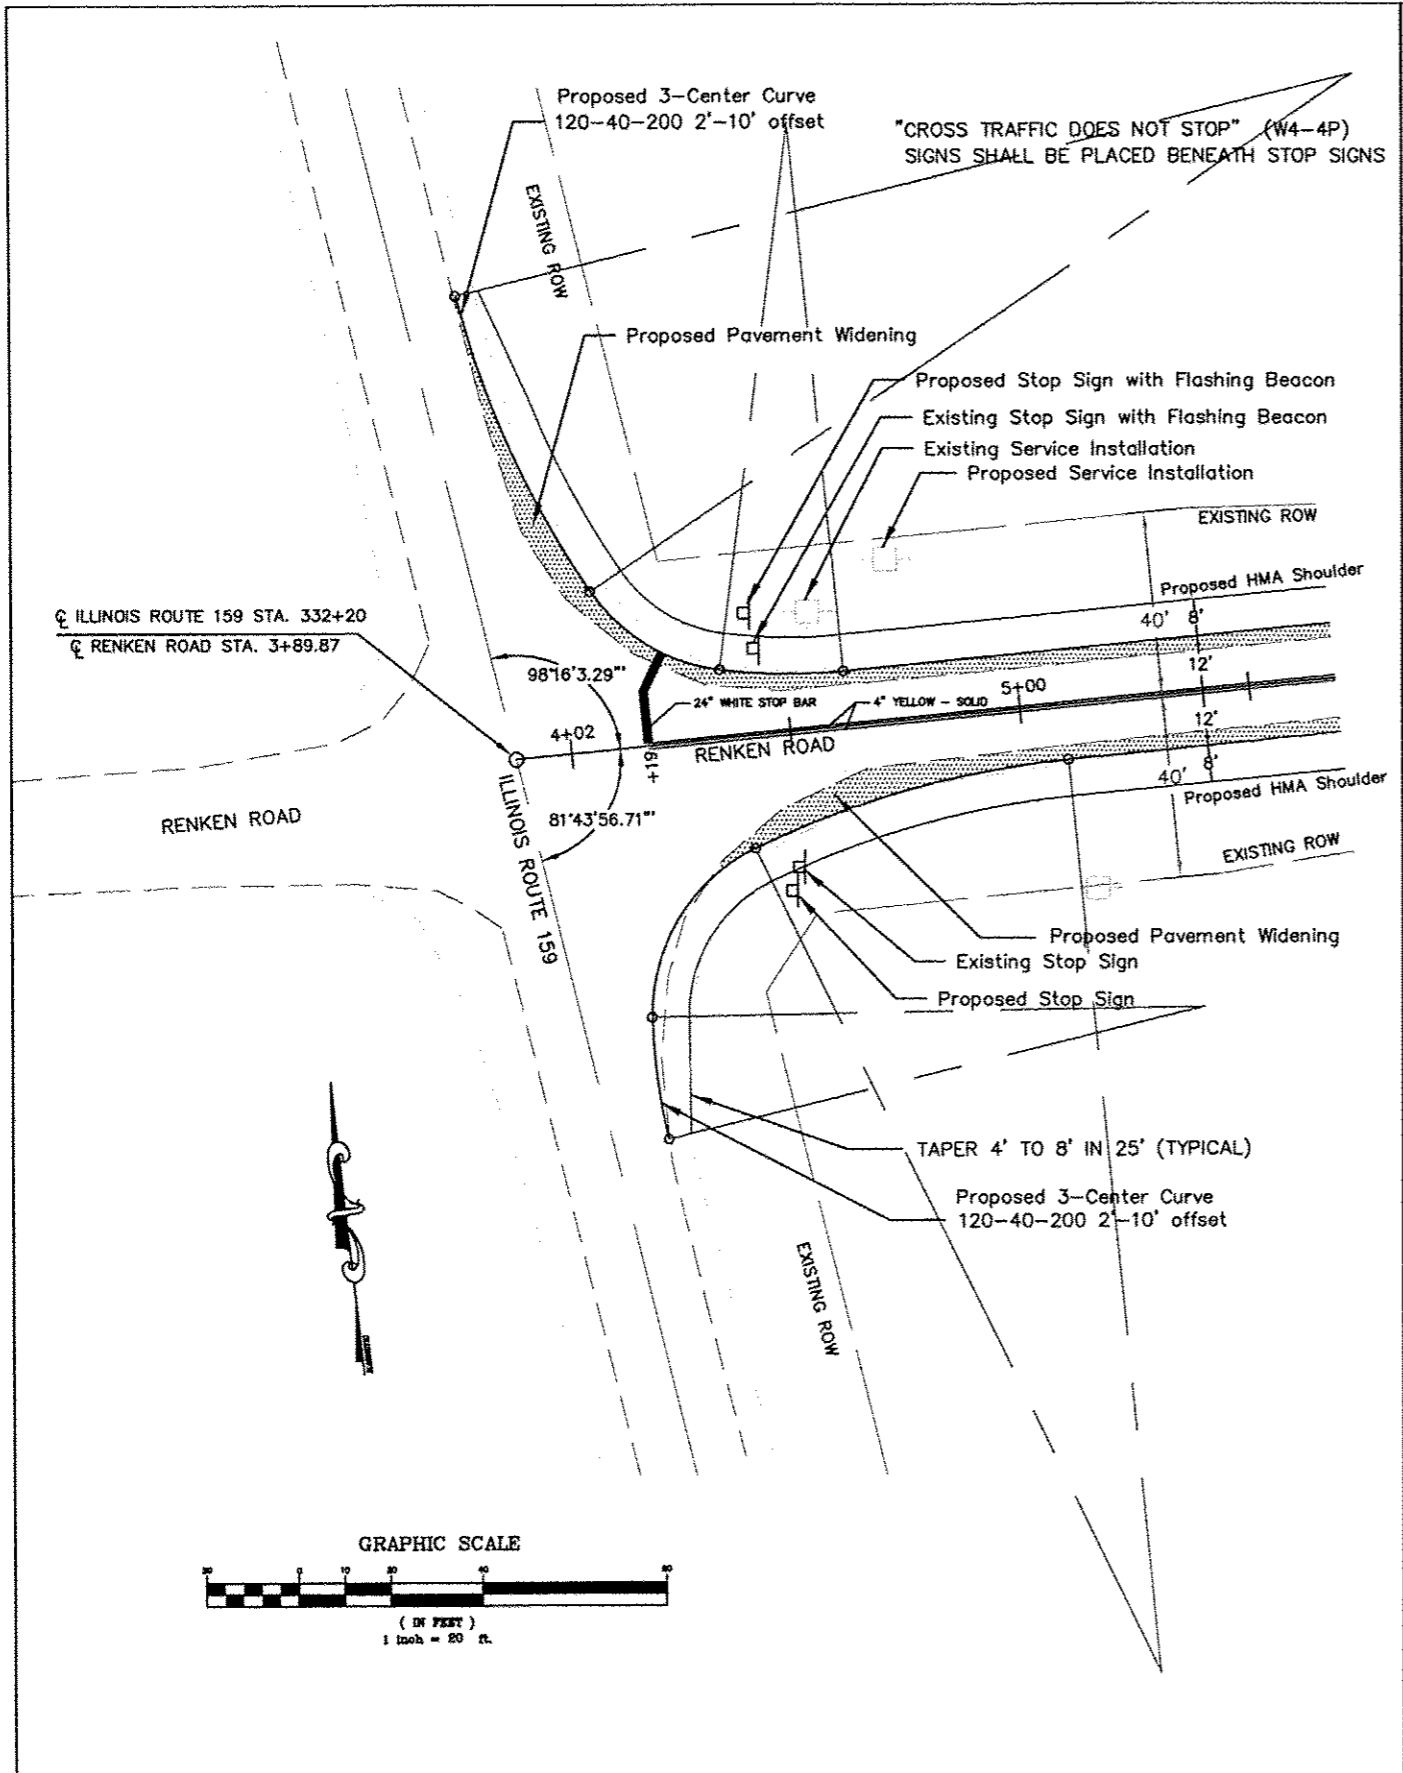 Proposed 3-Center Curve
120-40-200 2'-10' offset
"CROSS TRAFFIC DOES NOT STOP" (W4-4P)
SIGNS SHALL BE PLACED BENEATH STOP SIGNS
EXISTING ROW
Proposed Pavement Widening
Proposed Stop Sign with Flashing Beacon
Existing Stop Sign with Flashing Beacon
Existing Service Installation
Proposed Service Installation
EXISTING ROW
Proposed HMA Shoulder
40' 8'
℄ ILLINOIS ROUTE 159 STA. 332+20
℄ RENKEN ROAD STA. 3+89.87
98°16'3.29"'
12'
24" WHITE STOP BAR
4" YELLOW - SOLID
5+00
4+02
+19
RENKEN ROAD
12'
40' 8'
Proposed HMA Shoulder
RENKEN ROAD
81°43'56.71"'
ILLINOIS ROUTE 159
EXISTING ROW
Proposed Pavement Widening
Existing Stop Sign
Proposed Stop Sign
TAPER 4' TO 8' IN 25' (TYPICAL)
Proposed 3-Center Curve
120-40-200 2'-10' offset
EXISTING ROW
GRAPHIC SCALE
20 0 10 20 40 80
( IN FEET )
1 inch = 20 ft.